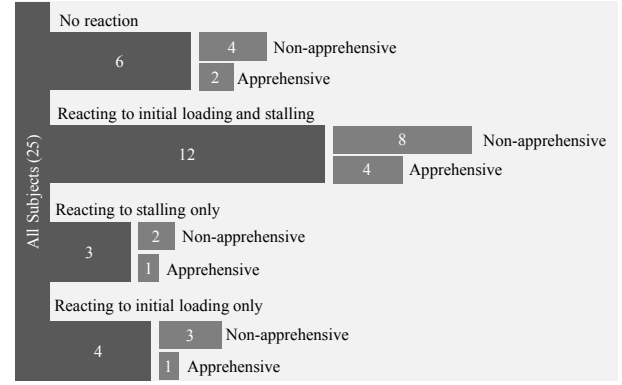 All Subjects (25)
No reaction
6
4 Non-apprehensive
2 Apprehensive
Reacting to initial loading and stalling
12
8 Non-apprehensive
4 Apprehensive
Reacting to stalling only
3
2 Non-apprehensive
1 Apprehensive
Reacting to initial loading only
4
3 Non-apprehensive
1 Apprehensive